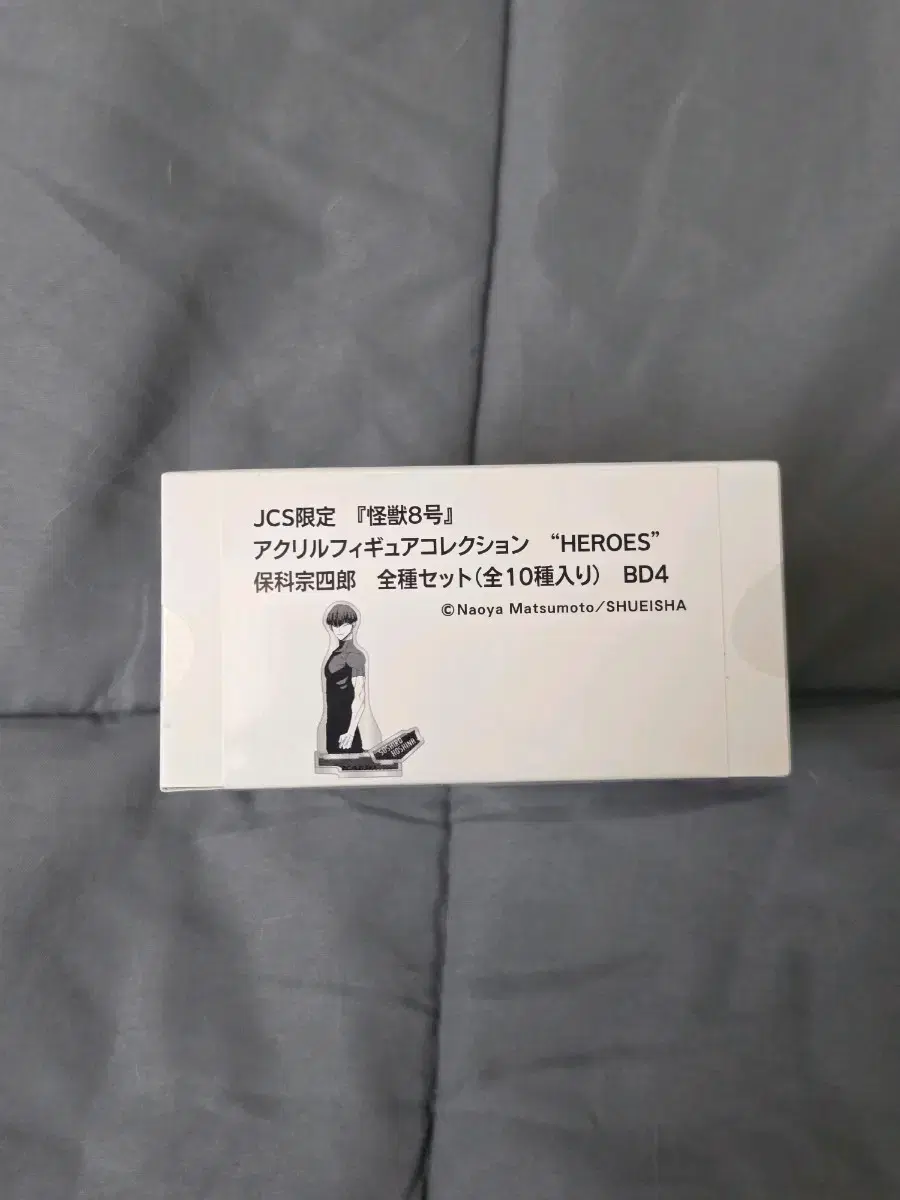 JCS限定 『怪獣8号』
アクリルフィギュアコレクション “HEROES”
保科宗四郎 全種セット(全10種入り) BD4
©Naoya Matsumoto/SHUEISHA
SOSHIRO
HOSHINA